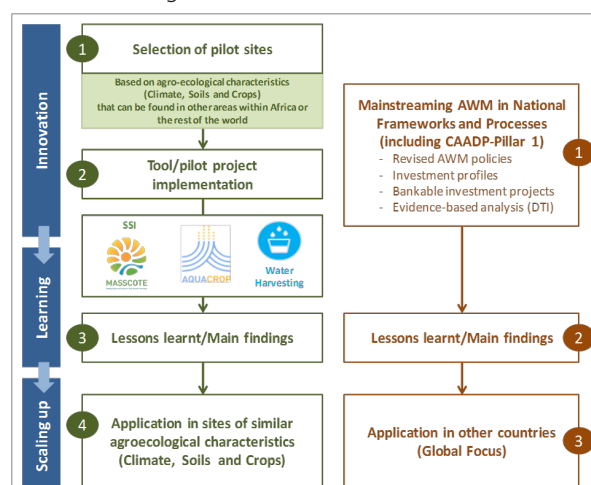 Innovation
Learning
Scaling up
1
Selection of pilot sites
Based on agro-ecological characteristics
(Climate, Soils and Crops)
that can be found in other areas within Africa or
the rest of the world
2
Tool/pilot project
implementation
SSI
MASSCOTE
AQUACROP
Water
Harvesting
3
Lessons learnt/Main findings
4
Application in sites of similar
agroecological characteristics
(Climate, Soils and Crops)
Mainstreaming AWM in National
Frameworks and Processes
(including CAADP-Pillar 1)
- Revised AWM policies
- Investment profiles
- Bankable investment projects
- Evidence-based analysis (DTI)
1
Lessons learnt/Main findings
2
Application in other countries
(Global Focus)
3